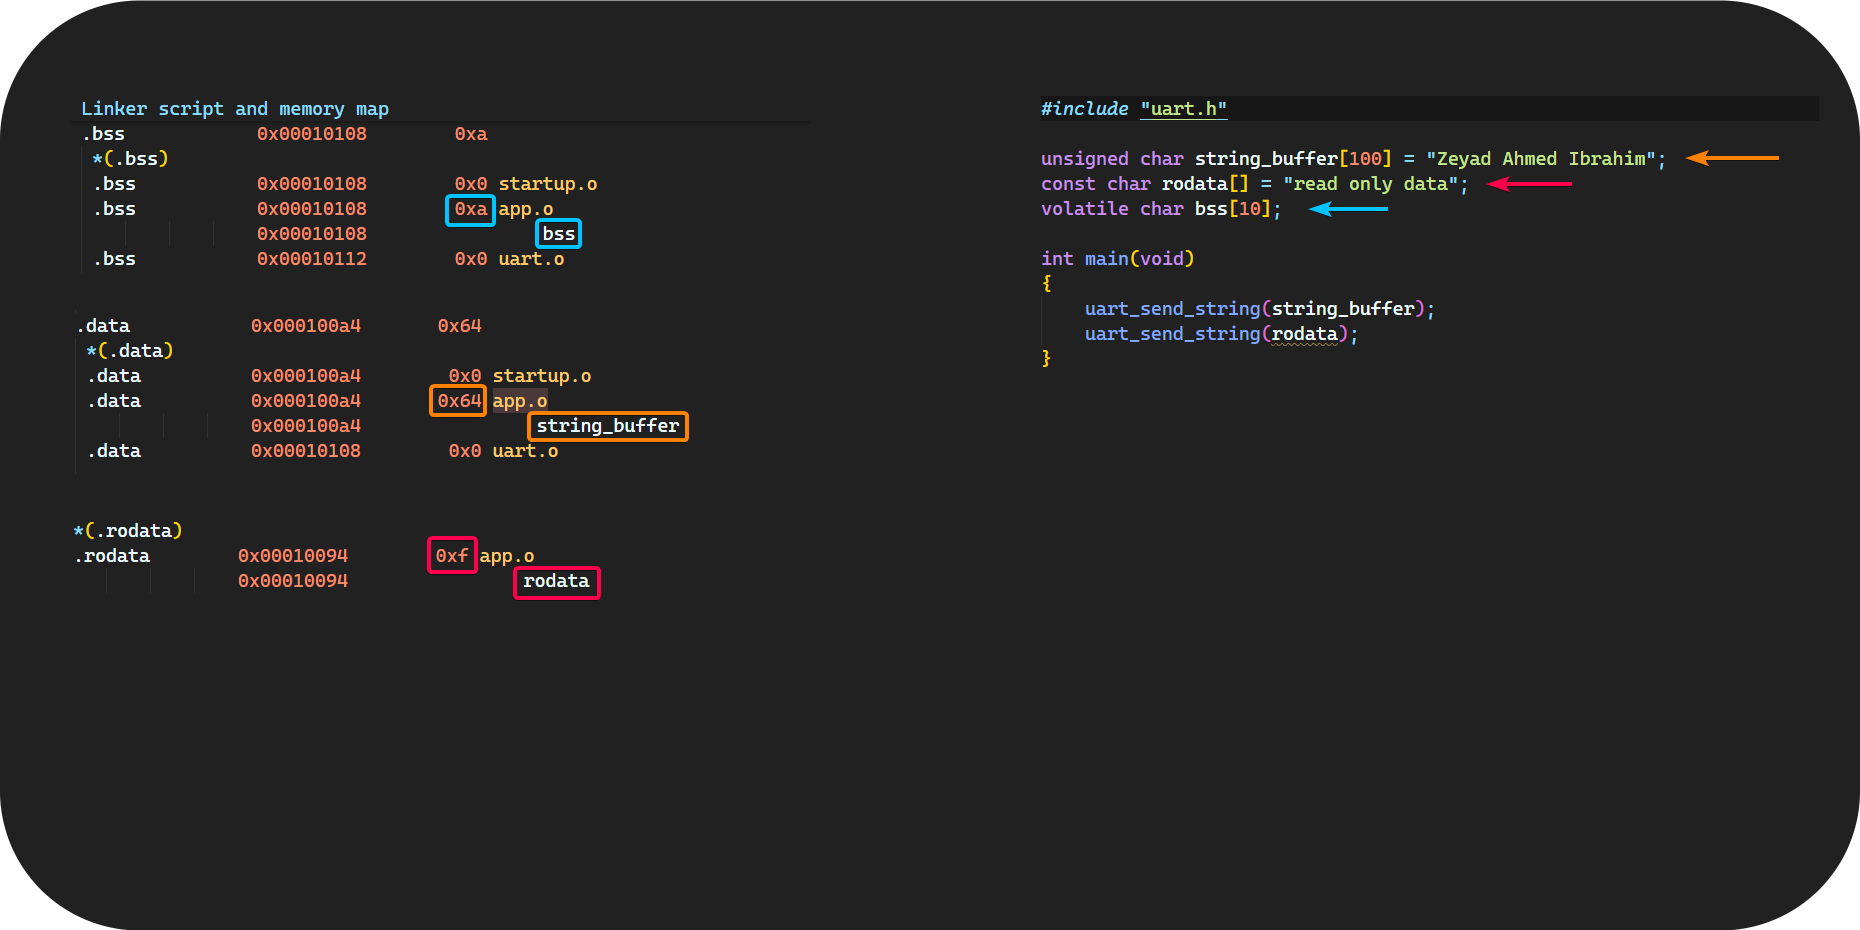 Linker script and memory map
.bss 0x00010108 0xa
*(.bss)
.bss 0x00010108 0x0 startup.o
.bss 0x00010108 0xa app.o
0x00010108 bss
.bss 0x00010112 0x0 uart.o
.data 0x000100a4 0x64
*(.data)
.data 0x000100a4 0x0 startup.o
.data 0x000100a4 0x64 app.o
0x000100a4 string_buffer
.data 0x00010108 0x0 uart.o
*(.rodata)
.rodata 0x00010094 0xf app.o
0x00010094 rodata
#include "uart.h"
unsigned char string_buffer[100] = "Zeyad Ahmed Ibrahim";
const char rodata[] = "read only data";
volatile char bss[10];
int main(void)
{
uart_send_string(string_buffer);
uart_send_string(rodata);
}